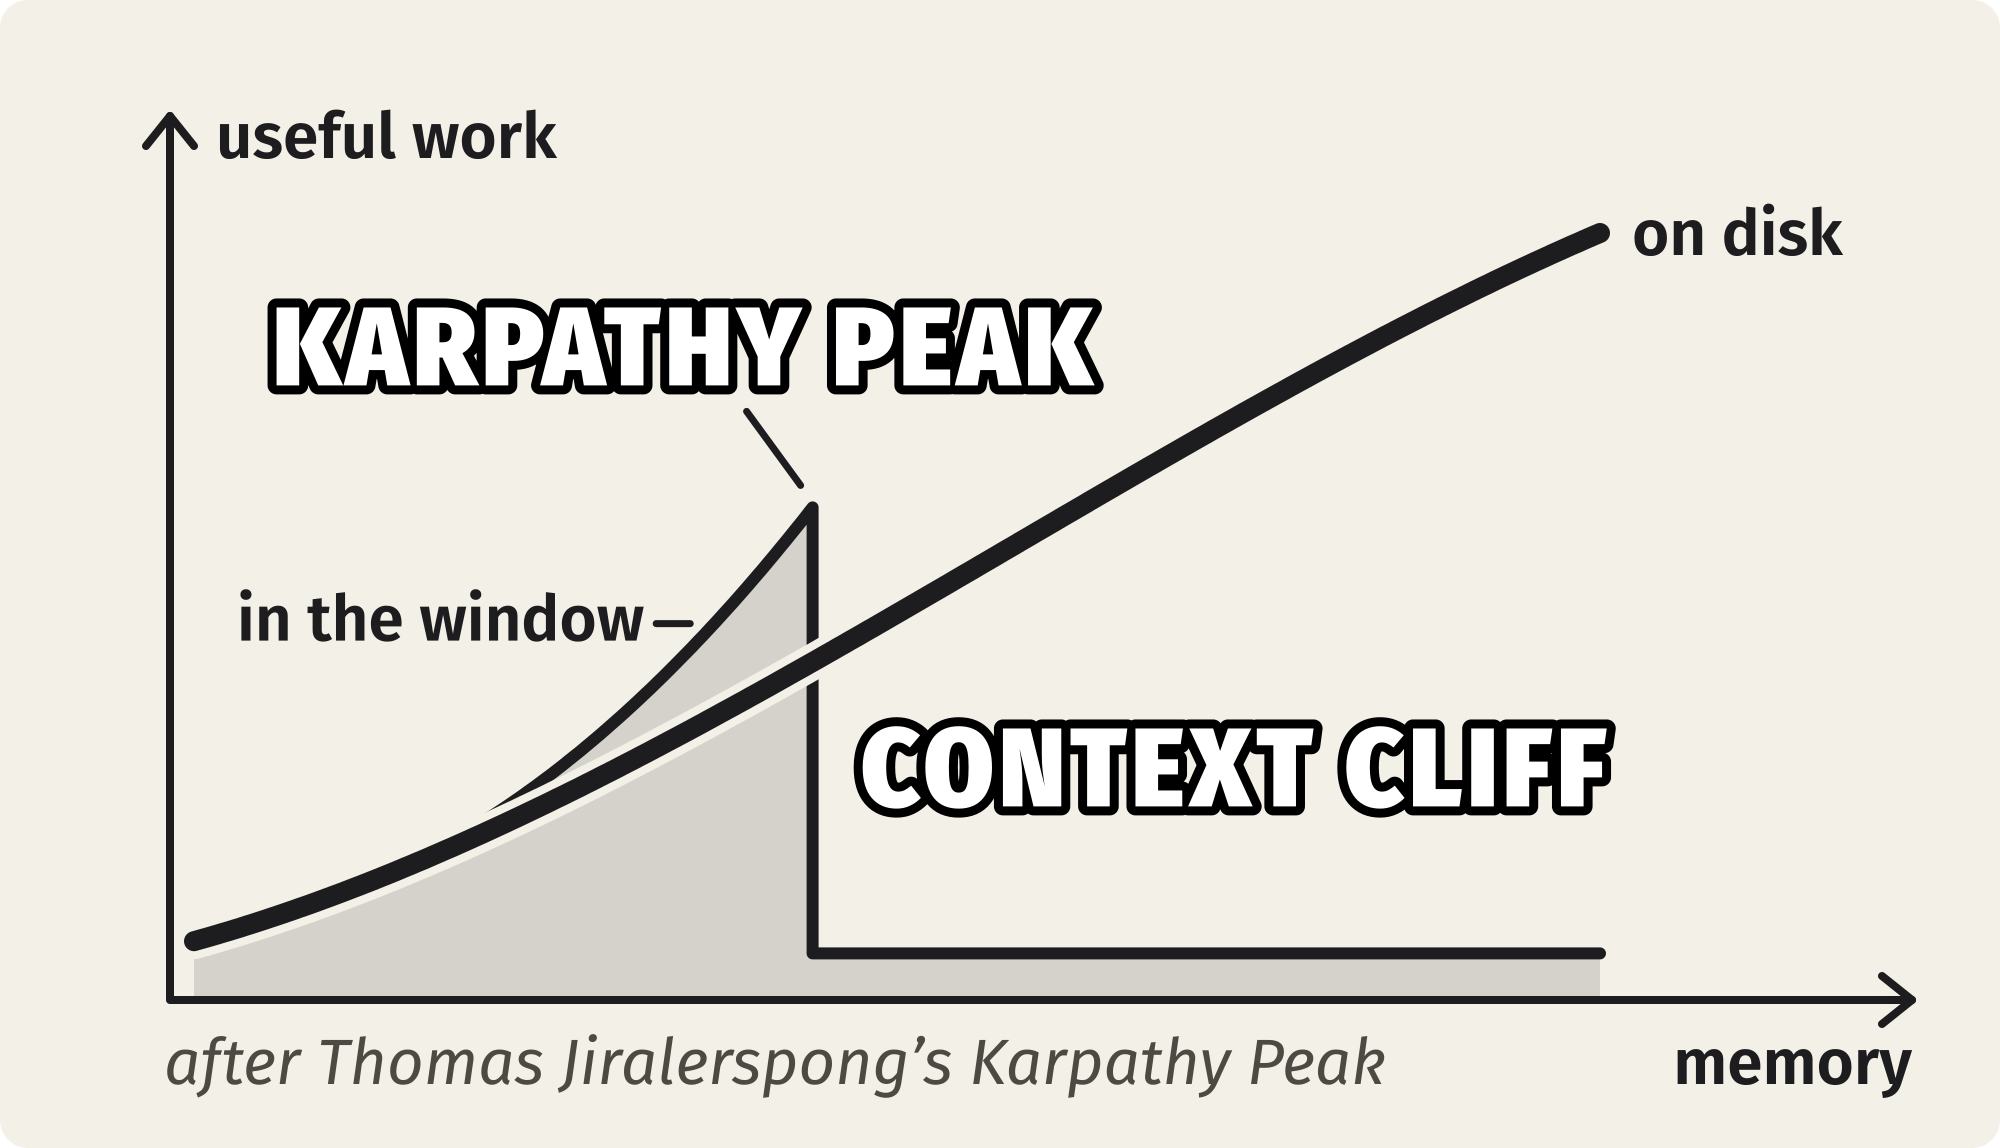 useful work
on disk
KARPATHY PEAK
in the window
CONTEXT CLIFF
after Thomas Jiralerspong’s Karpathy Peak
memory